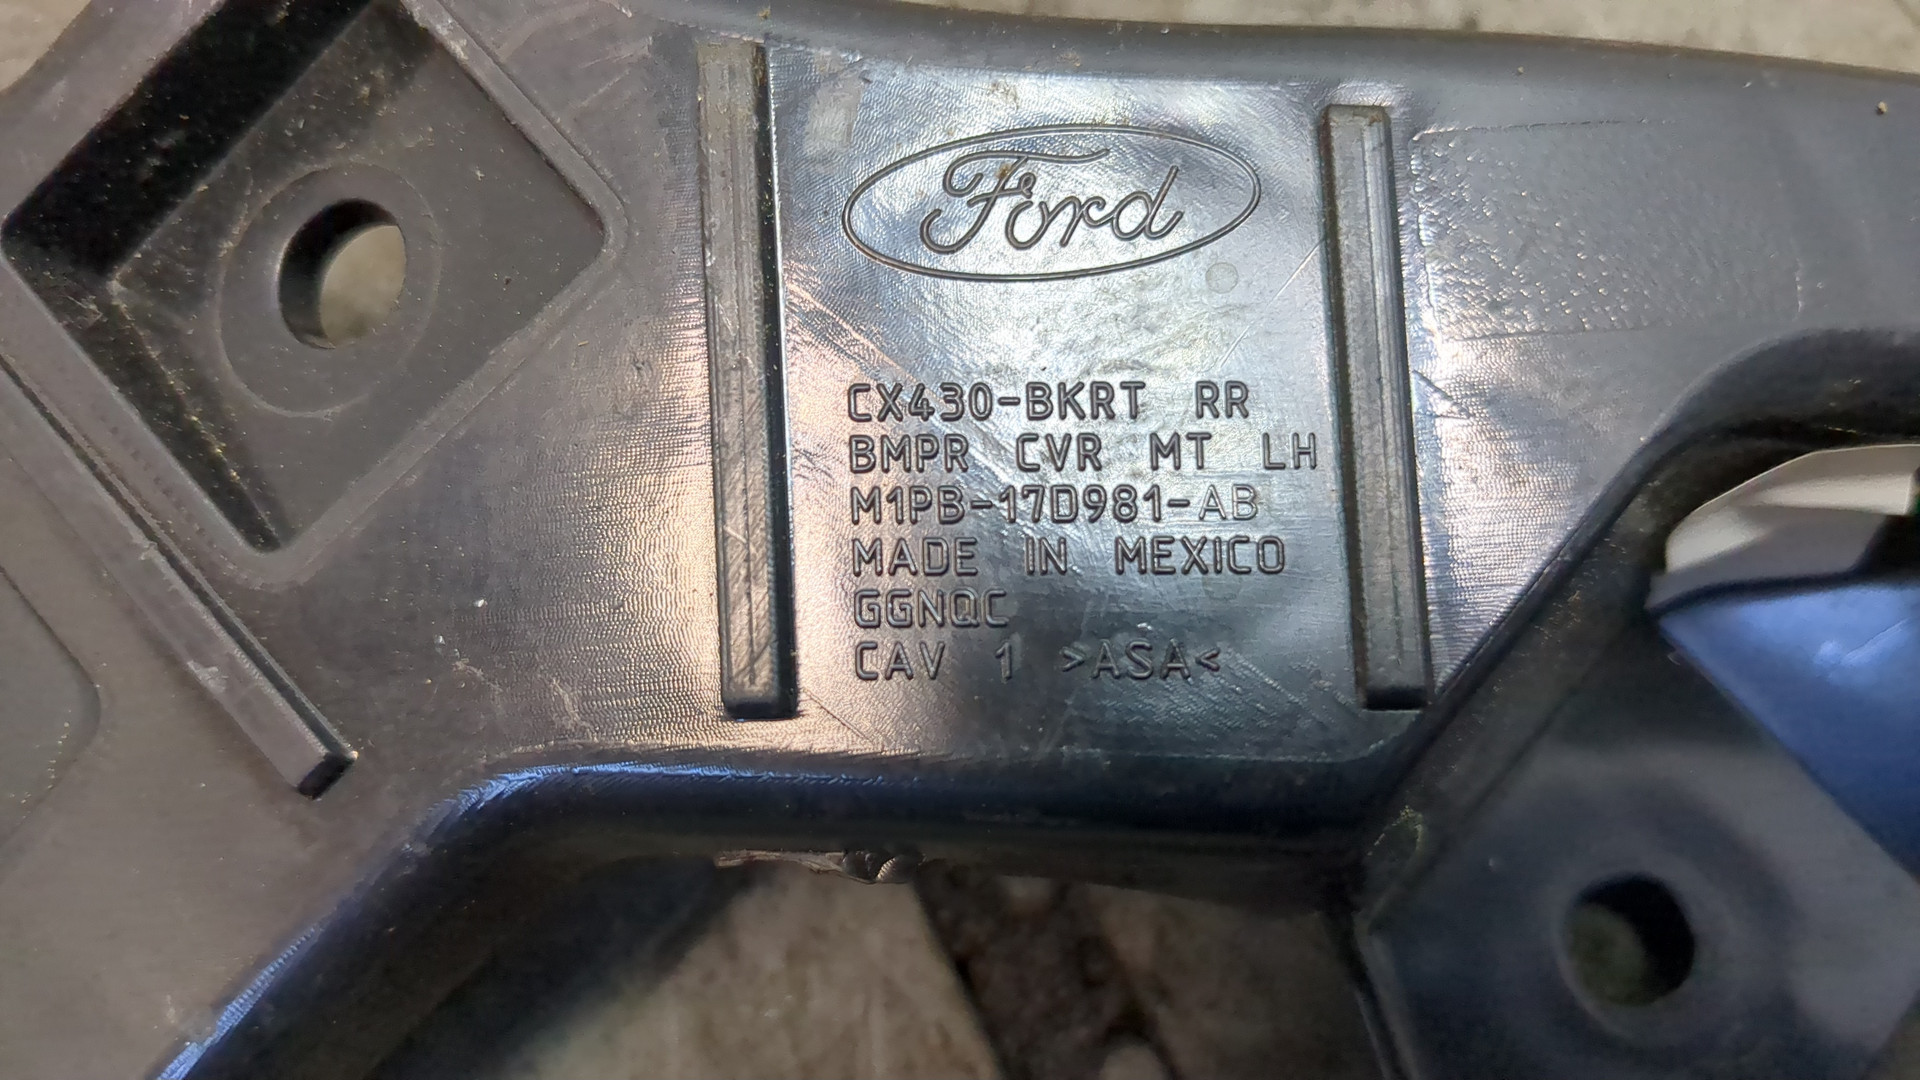 Ford
CX430-BKRT RR
BMPR CVR MT LH
M1PB-17D981-AB
MADE IN MEXICO
GGNQC
CAV 1 >ASA<